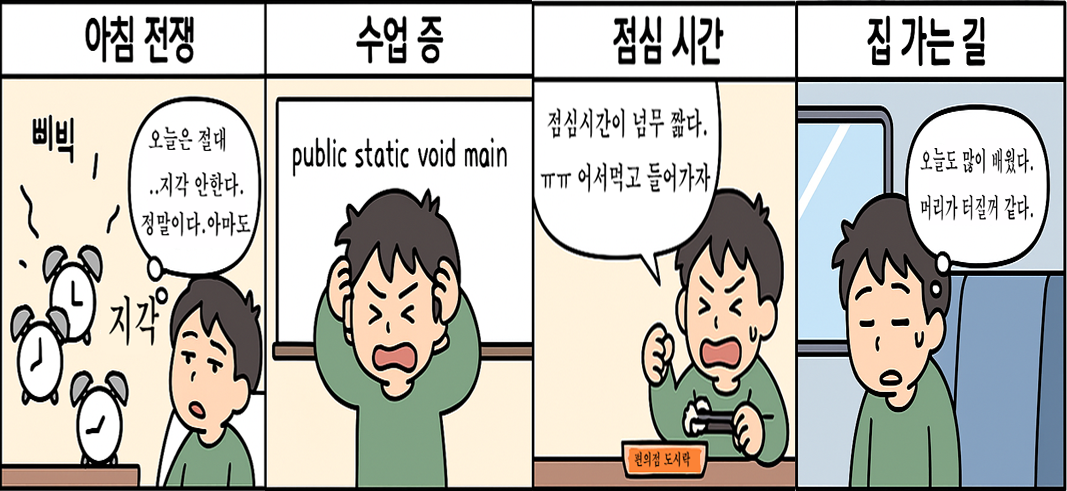 아침 전쟁
삐빅
오늘은 절대
..지각 안한다.
정말이다.아마도
지각
수업 증
public static void main
점심 시간
점심시간이 넘무 짧다.
ㅠㅠ 어서먹고 들어가자
편의점 도시락
집 가는 길
오늘도 많이 배웠다.
머리가 터질꺼 같다.